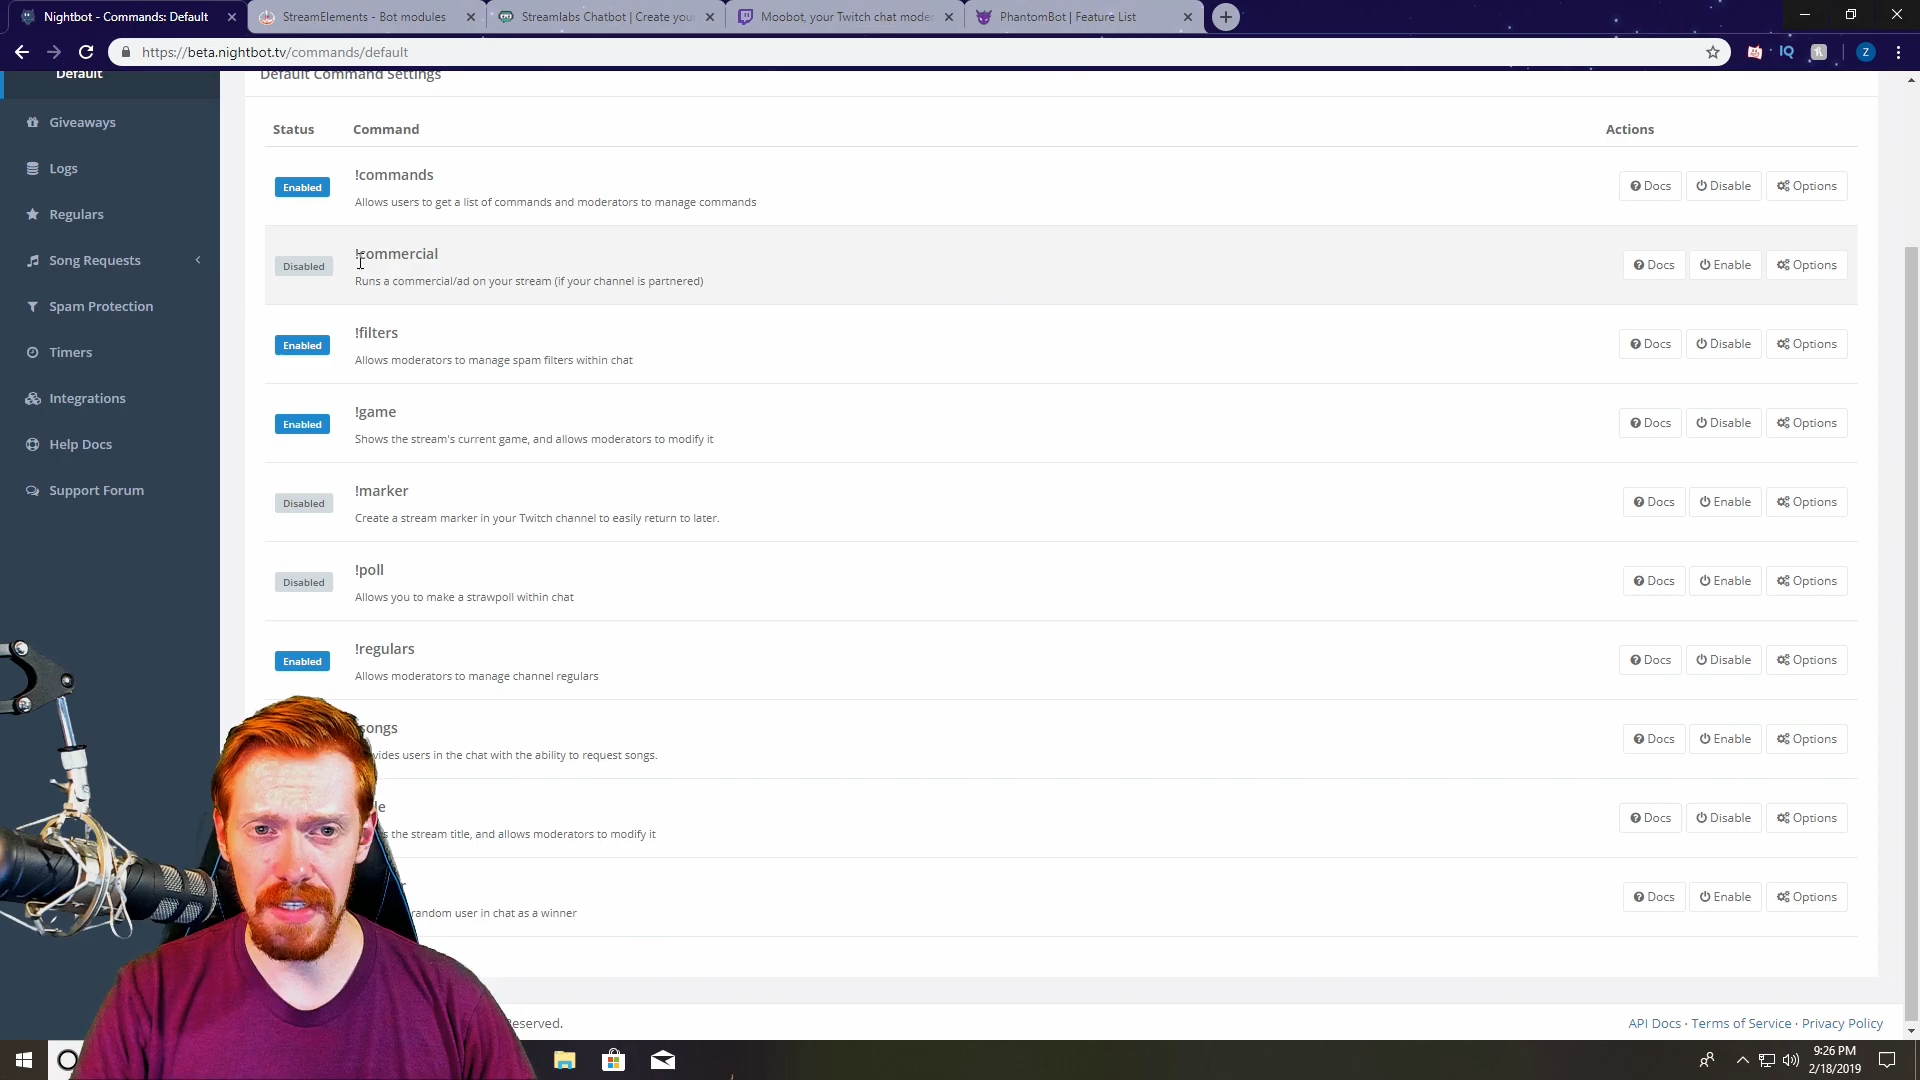 Nightbot - Commands: Default
StreamElements - Bot modules
Streamlabs Chatbot | Create you
Moobot, your Twitch chat mode
PhantomBot | Feature List
https://beta.nightbot.tv/commands/default
IQ
Z
Default
Giveaways
Logs
Regulars
Song Requests
Spam Protection
Timers
Integrations
Help Docs
Support Forum
Default Command Settings
Status Command Actions
Enabled !commands Docs Disable Options
Allows users to get a list of commands and moderators to manage commands
Disabled !commercial Docs Enable Options
Runs a commercial/ad on your stream (if your channel is partnered)
Enabled !filters Docs Disable Options
Allows moderators to manage spam filters within chat
Enabled !game Docs Disable Options
Shows the stream's current game, and allows moderators to modify it
Disabled !marker Docs Enable Options
Create a stream marker in your Twitch channel to easily return to later.
Disabled !poll Docs Enable Options
Allows you to make a strawpoll within chat
Enabled !regulars Docs Disable Options
Allows moderators to manage channel regulars
songs Docs Enable Options
vides users in the chat with the ability to request songs.
le Docs Disable Options
s the stream title, and allows moderators to modify it
Docs Enable Options
random user in chat as a winner
Reserved.
API Docs · Terms of Service · Privacy Policy
9:26 PM
2/18/2019